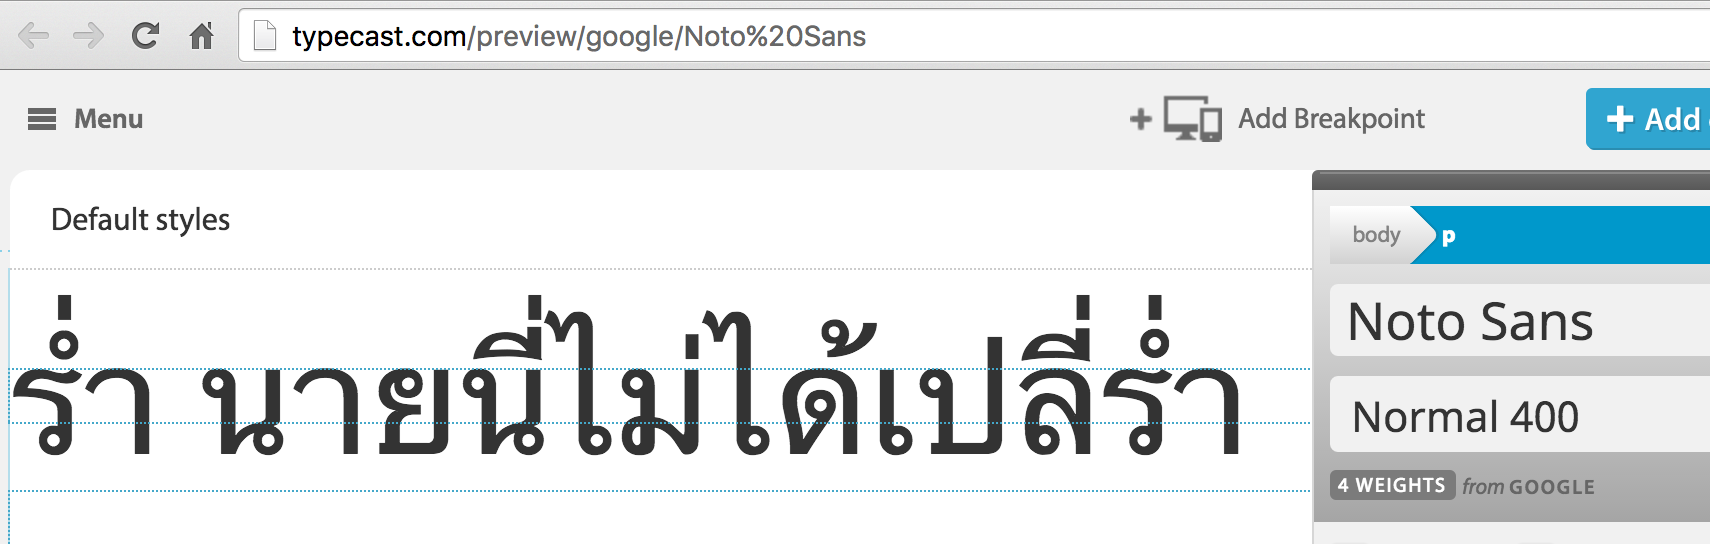 typecast.com/preview/google/Noto%20Sans
Menu
Add Breakpoint
Add
Default styles
body
p
ร่ำ นายนี่ไม่ได้เปลี่ร่ำ
Noto Sans
Normal 400
4 WEIGHTS from GOOGLE